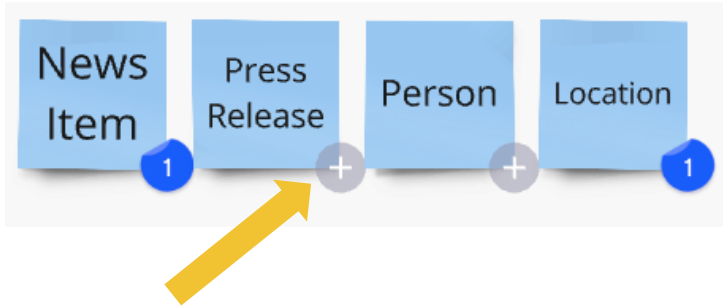 News
Item
1
Press
Release
+
Person
+
Location
1